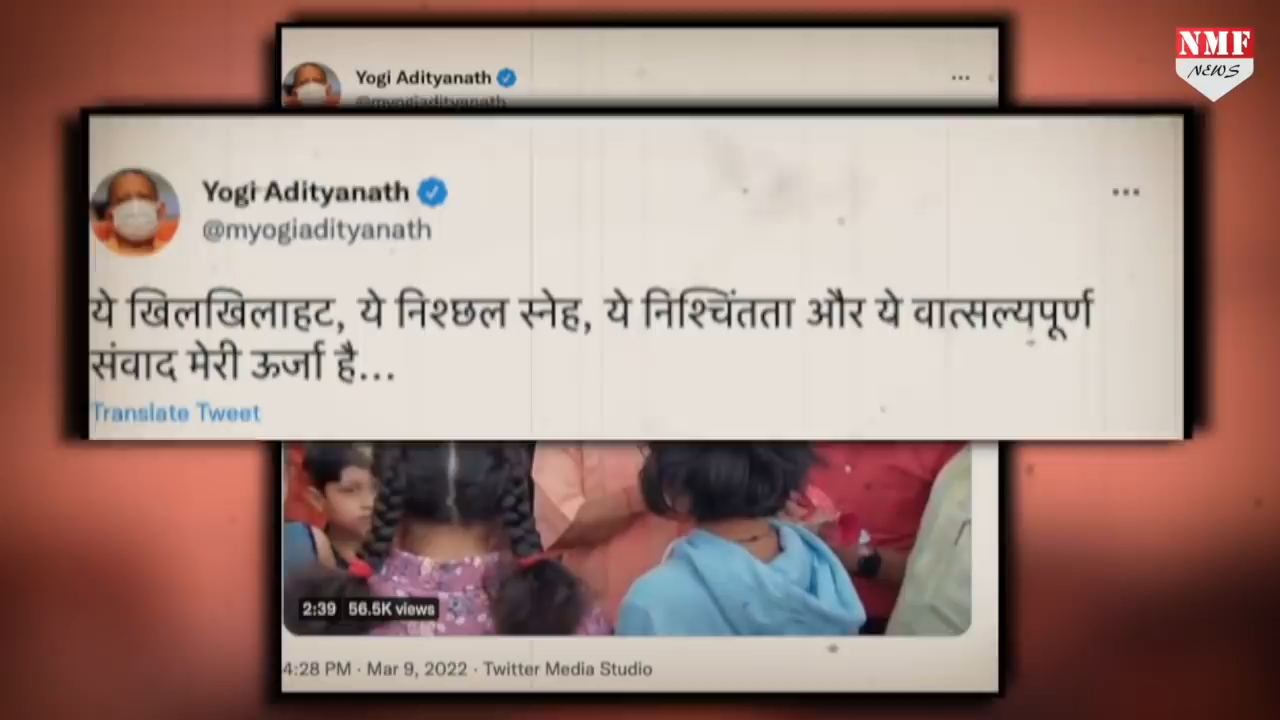 NMF
NEWS
Yogi Adityanath
@myogiadityanath
Yogi Adityanath
@myogiadityanath
ये खिलखिलाहट, ये निश्छल स्नेह, ये निश्चिंतता और ये वात्सल्यपूर्ण
संवाद मेरी ऊर्जा है...
Translate Tweet
2:39 56.5K views
4:28 PM · Mar 9, 2022 · Twitter Media Studio